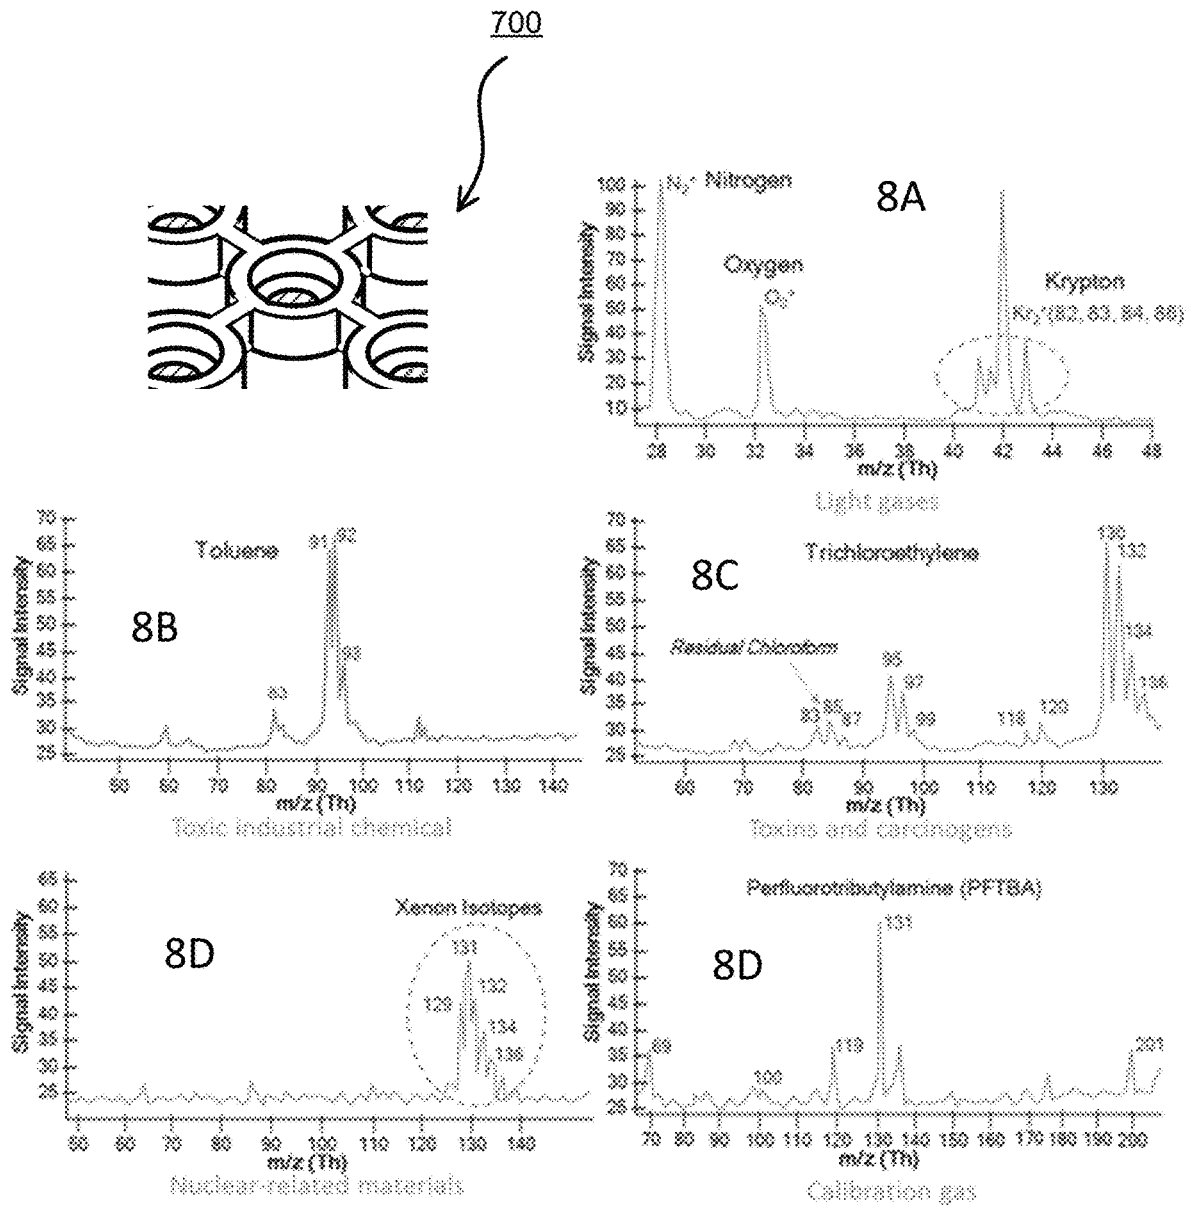 700
8A
N₂⁺ Nitrogen
Oxygen
O₂⁺
Krypton
Kr₂⁺(82, 83, 84, 86)
Signal Intensity
100
90
80
70
60
50
40
30
20
10
28 30 32 34 36 38 40 42 44 46 48
m/z (Th)
Light gases
8B
Toluene
91 92
93
Signal Intensity
70
65
60
55
50
45
40
35
30
25
100 110 120 130 140
m/z (Th)
Toxic industrial chemical
8C
Trichloroethylene
Residual Chloroform
83 85 87
95
97
99
118 120
130
132
134
136
Signal Intensity
70
65
60
55
50
45
40
35
30
25
60 70 80 90 100 110 120 130
m/z (Th)
Toxins and carcinogens
8D
Xenon Isotopes
129
131
132
134
136
Signal Intensity
65
60
55
50
45
40
35
30
25
50 60 70 80 90 100 110 120 130 140
m/z (Th)
Nuclear-related materials
8D
Perfluorotributylamine (PFTBA)
69
100
119
131
201
Signal Intensity
70
65
60
55
50
45
40
35
30
25
70 80 90 100 110 120 130 140 150 160 170 180 190 200
m/z (Th)
Calibration gas